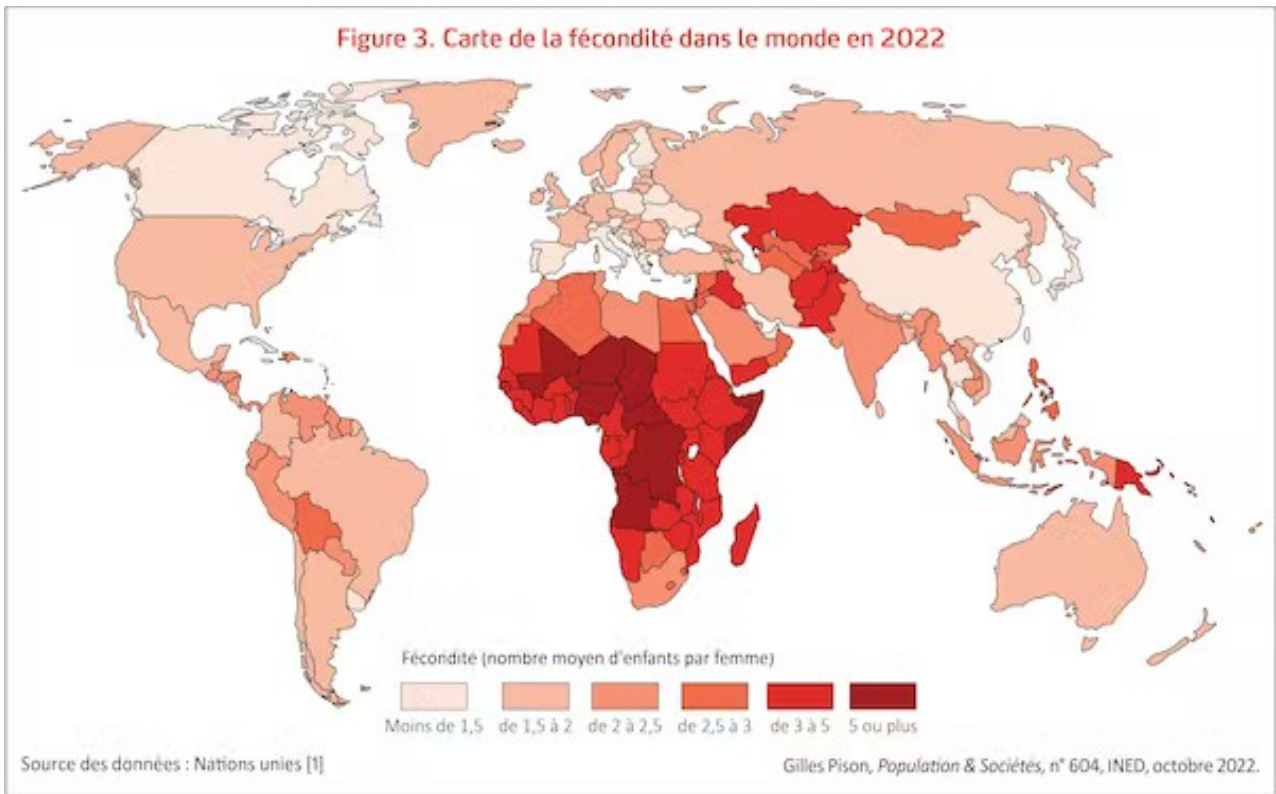 Figure 3. Carte de la fécondité dans le monde en 2022
Fécondité (nombre moyen d'enfants par femme)
Moins de 1,5 de 1,5 à 2 de 2 à 2,5 de 2,5 à 3 de 3 à 5 5 ou plus
Source des données : Nations unies [1] Gilles Pison, Population & Sociétés, n° 604, INED, octobre 2022.